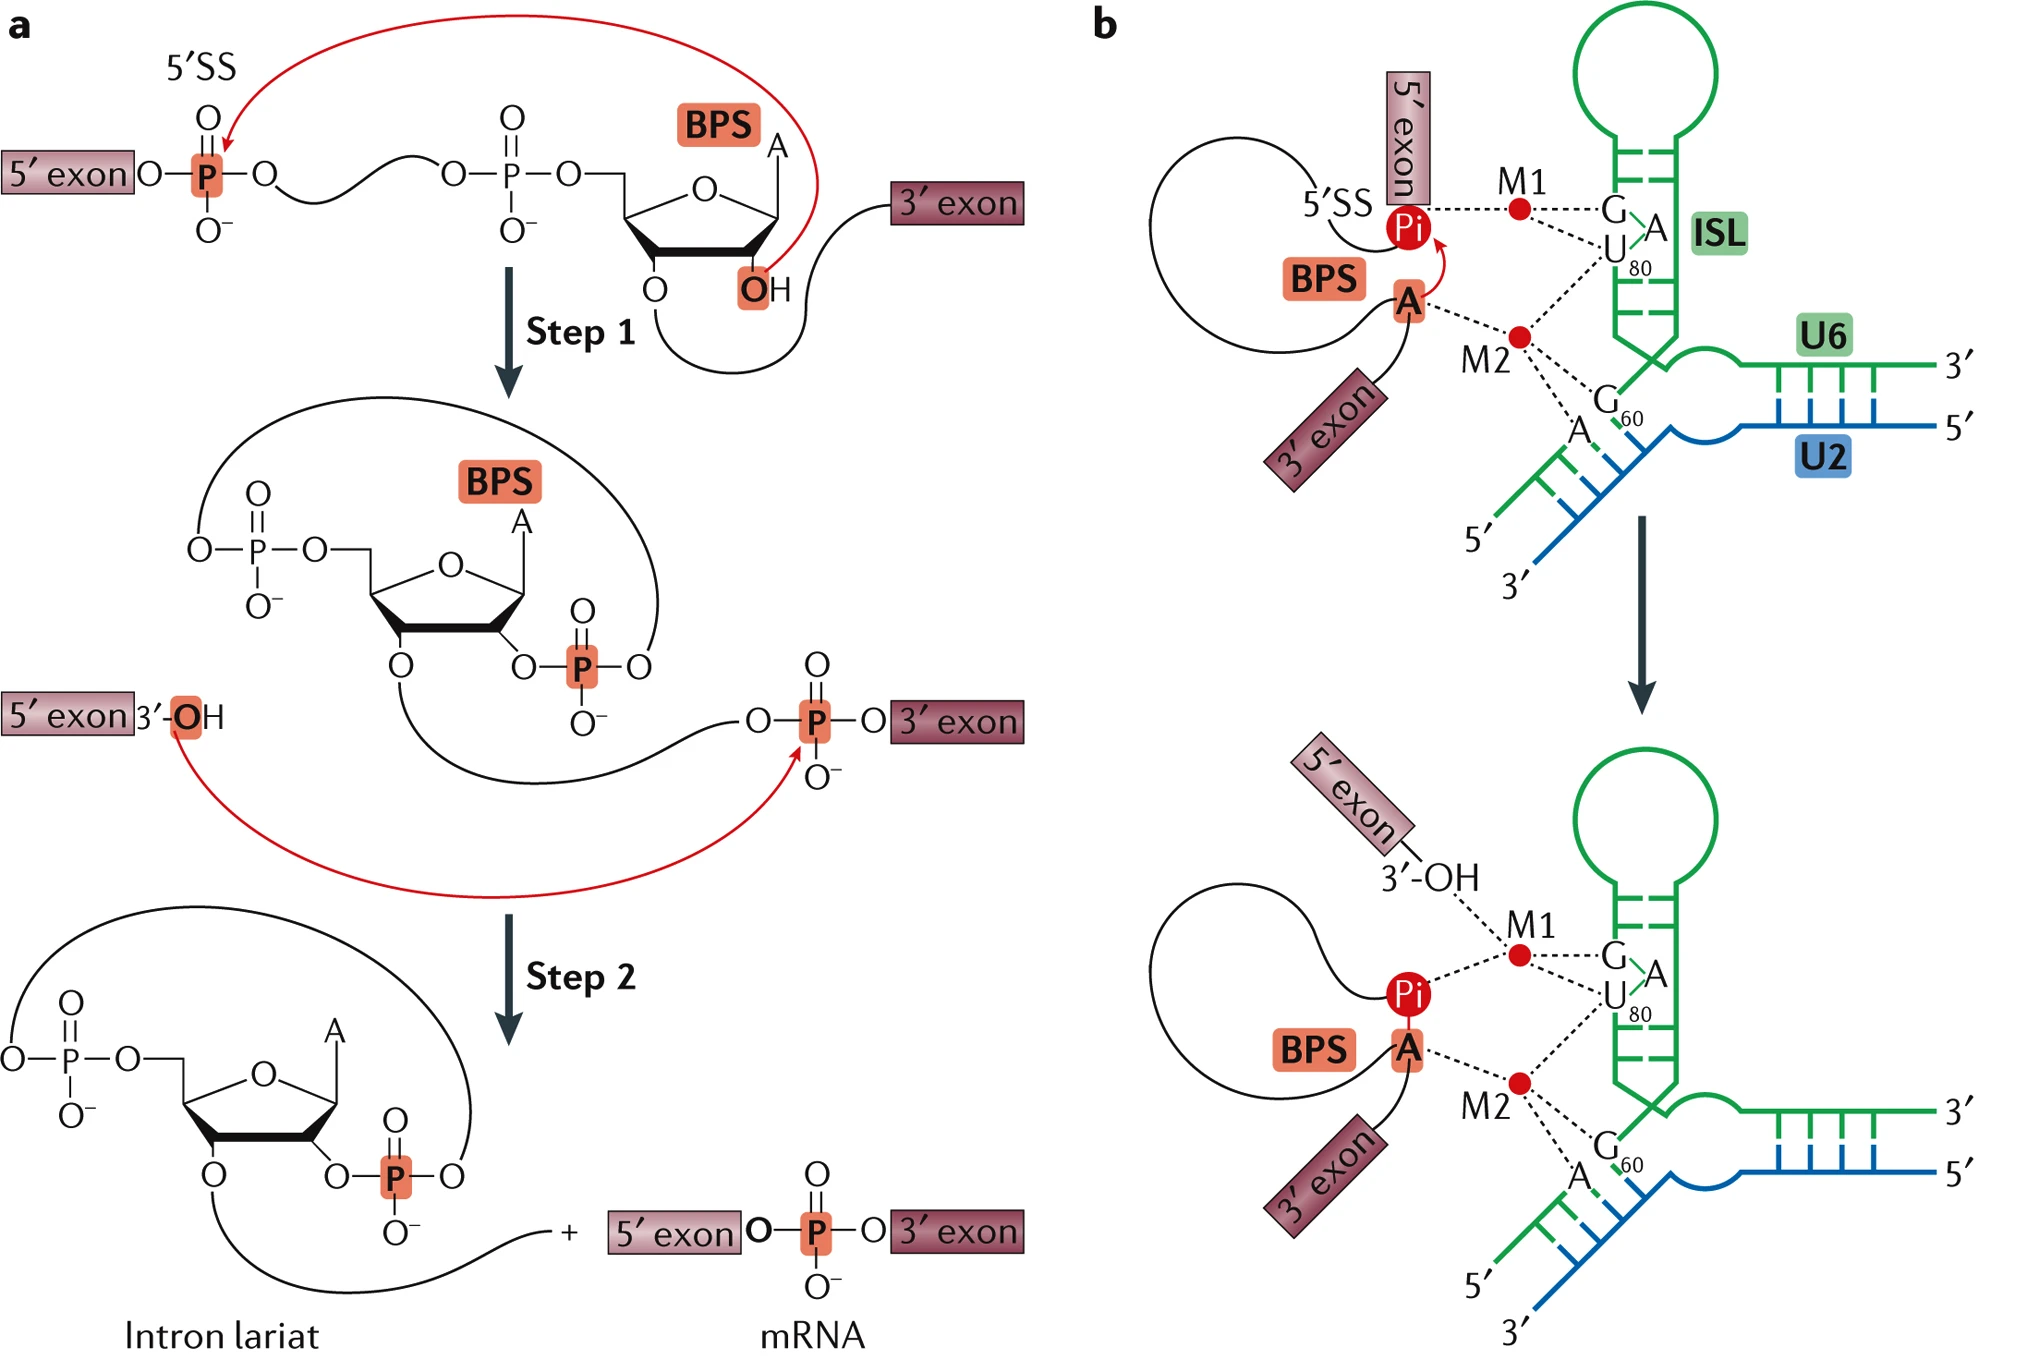 a
5′SS
BPS
O
O
A
5′ exon
O
P
O
O
P
O
O
3′ exon
O⁻
O⁻
O
OH
Step 1
BPS
O
A
O
P
O
O
O⁻
O
O
O
P
O
O
5′ exon
3′-OH
O⁻
O
P
O
3′ exon
O⁻
Step 2
O
A
O
P
O
O
O⁻
O
O
O
P
O
O⁻
+
O
5′ exon
O
P
O
3′ exon
O⁻
Intron lariat
mRNA
b
5′ exon
M1
5′SS
Pi
G
A
U
80
ISL
BPS
A
M2
U6
3′
G
60
A
5′
U2
3′ exon
5′
3′
5′ exon
3′-OH
M1
Pi
G
A
U
80
BPS
A
M2
3′
G
60
A
5′
3′ exon
5′
3′